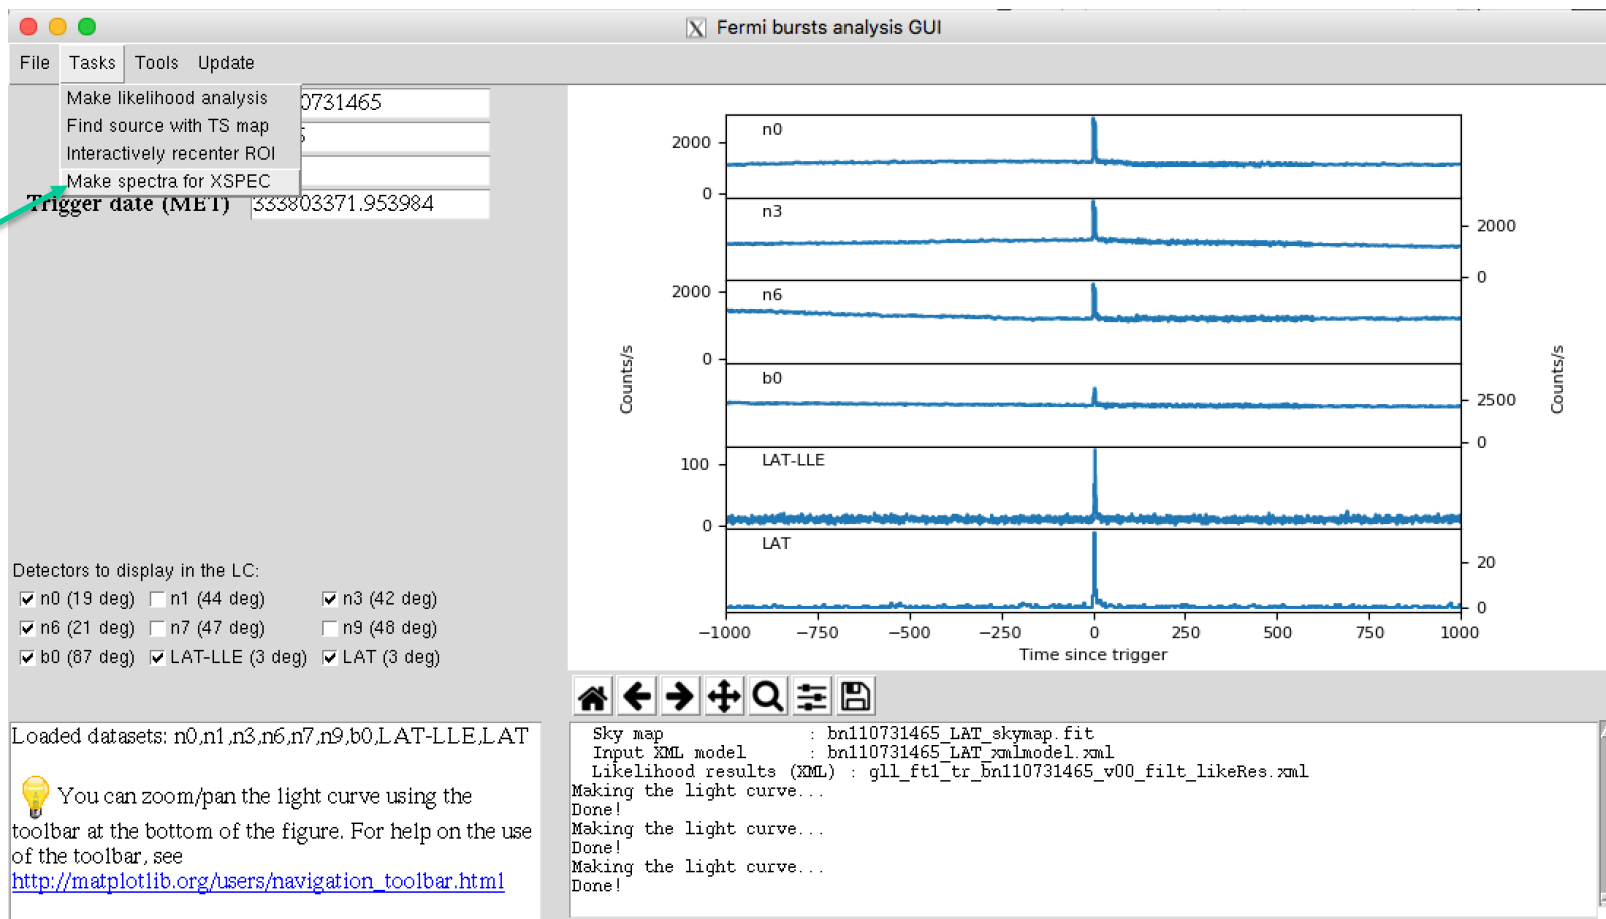 X Fermi bursts analysis GUI
File Tasks Tools Update
Make likelihood analysis
0731465
Find source with TS map
Interactively recenter ROI
Make spectra for XSPEC
Trigger date (MET) 333803371.953984
n0
2000
0
n3
2000
0
n6
2000
0
b0
2500
0
LAT-LLE
100
0
LAT
20
0
Counts/s
Counts/s
−1000 −750 −500 −250 0 250 500 750 1000
Time since trigger
Detectors to display in the LC:
n0 (19 deg) n1 (44 deg) n3 (42 deg)
n6 (21 deg) n7 (47 deg) n9 (48 deg)
b0 (87 deg) LAT-LLE (3 deg) LAT (3 deg)
Loaded datasets: n0,n1,n3,n6,n7,n9,b0,LAT-LLE,LAT
You can zoom/pan the light curve using the
toolbar at the bottom of the figure. For help on the use
of the toolbar, see
http://matplotlib.org/users/navigation_toolbar.html
Sky map : bn110731465_LAT_skymap.fit
Input XML model : bn110731465_LAT_xmlmodel.xml
Likelihood results (XML) : gll_ft1_tr_bn110731465_v00_filt_likeRes.xml
Making the light curve...
Done!
Making the light curve...
Done!
Making the light curve...
Done!